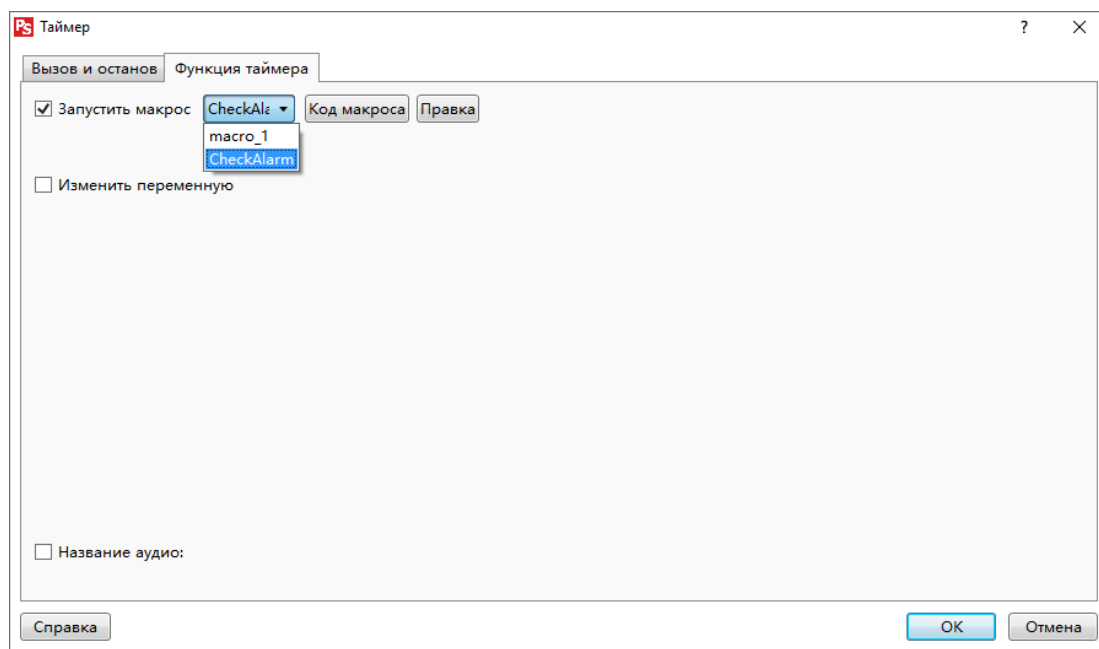 PS Таймер ?
Вызов и останов Функция таймера
Запустить макрос CheckAla Код макроса Правка
macro_1
CheckAlarm
Изменить переменную
Название аудио:
Справка OK Отмена